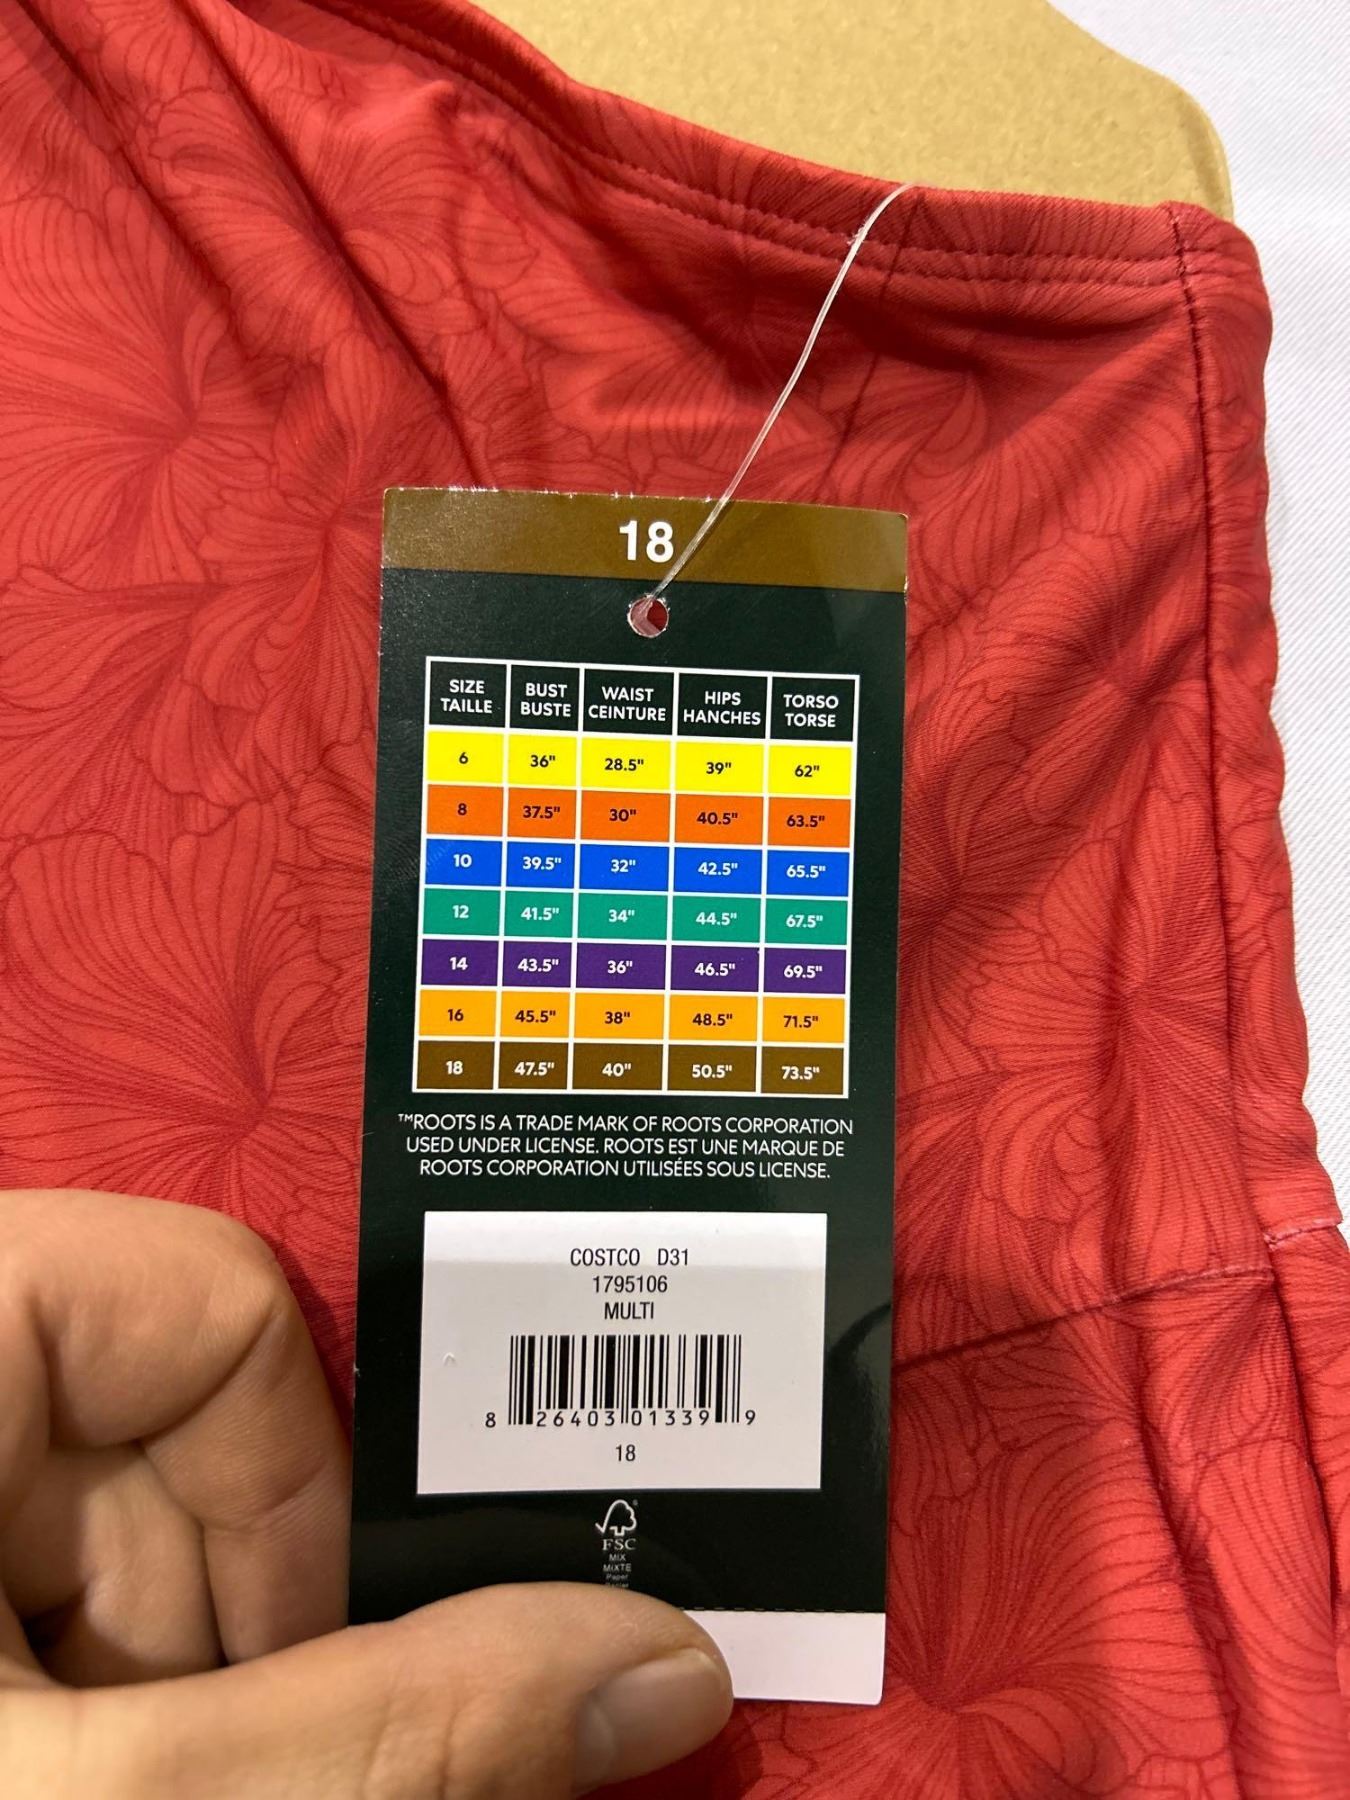 18
SIZE TAILLE BUST BUSTE WAIST CEINTURE HIPS HANCHES TORSO TORSE
6 36" 28.5" 39" 62"
8 37.5" 30" 40.5" 63.5"
10 39.5" 32" 42.5" 65.5"
12 41.5" 34" 44.5" 67.5"
14 43.5" 36" 46.5" 69.5"
16 45.5" 38" 48.5" 71.5"
18 47.5" 40" 50.5" 73.5"
™ROOTS IS A TRADE MARK OF ROOTS CORPORATION
USED UNDER LICENSE. ROOTS EST UNE MARQUE DE
ROOTS CORPORATION UTILISÉES SOUS LICENSE.
COSTCO D31
1795106
MULTI
8 26403 01339 9
18
FSC
MIX
MIXTE
Paper